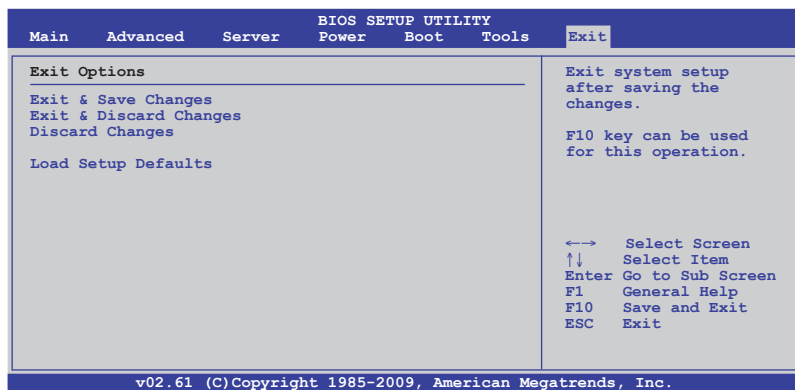 BIOS SETUP UTILITY
Main Advanced Server Power Boot Tools Exit
Exit Options
Exit & Save Changes
Exit & Discard Changes
Discard Changes
Load Setup Defaults
Exit system setup
after saving the
changes.
F10 key can be used
for this operation.
←→ Select Screen
↑↓ Select Item
Enter Go to Sub Screen
F1 General Help
F10 Save and Exit
ESC Exit
v02.61 (C)Copyright 1985-2009, American Megatrends, Inc.